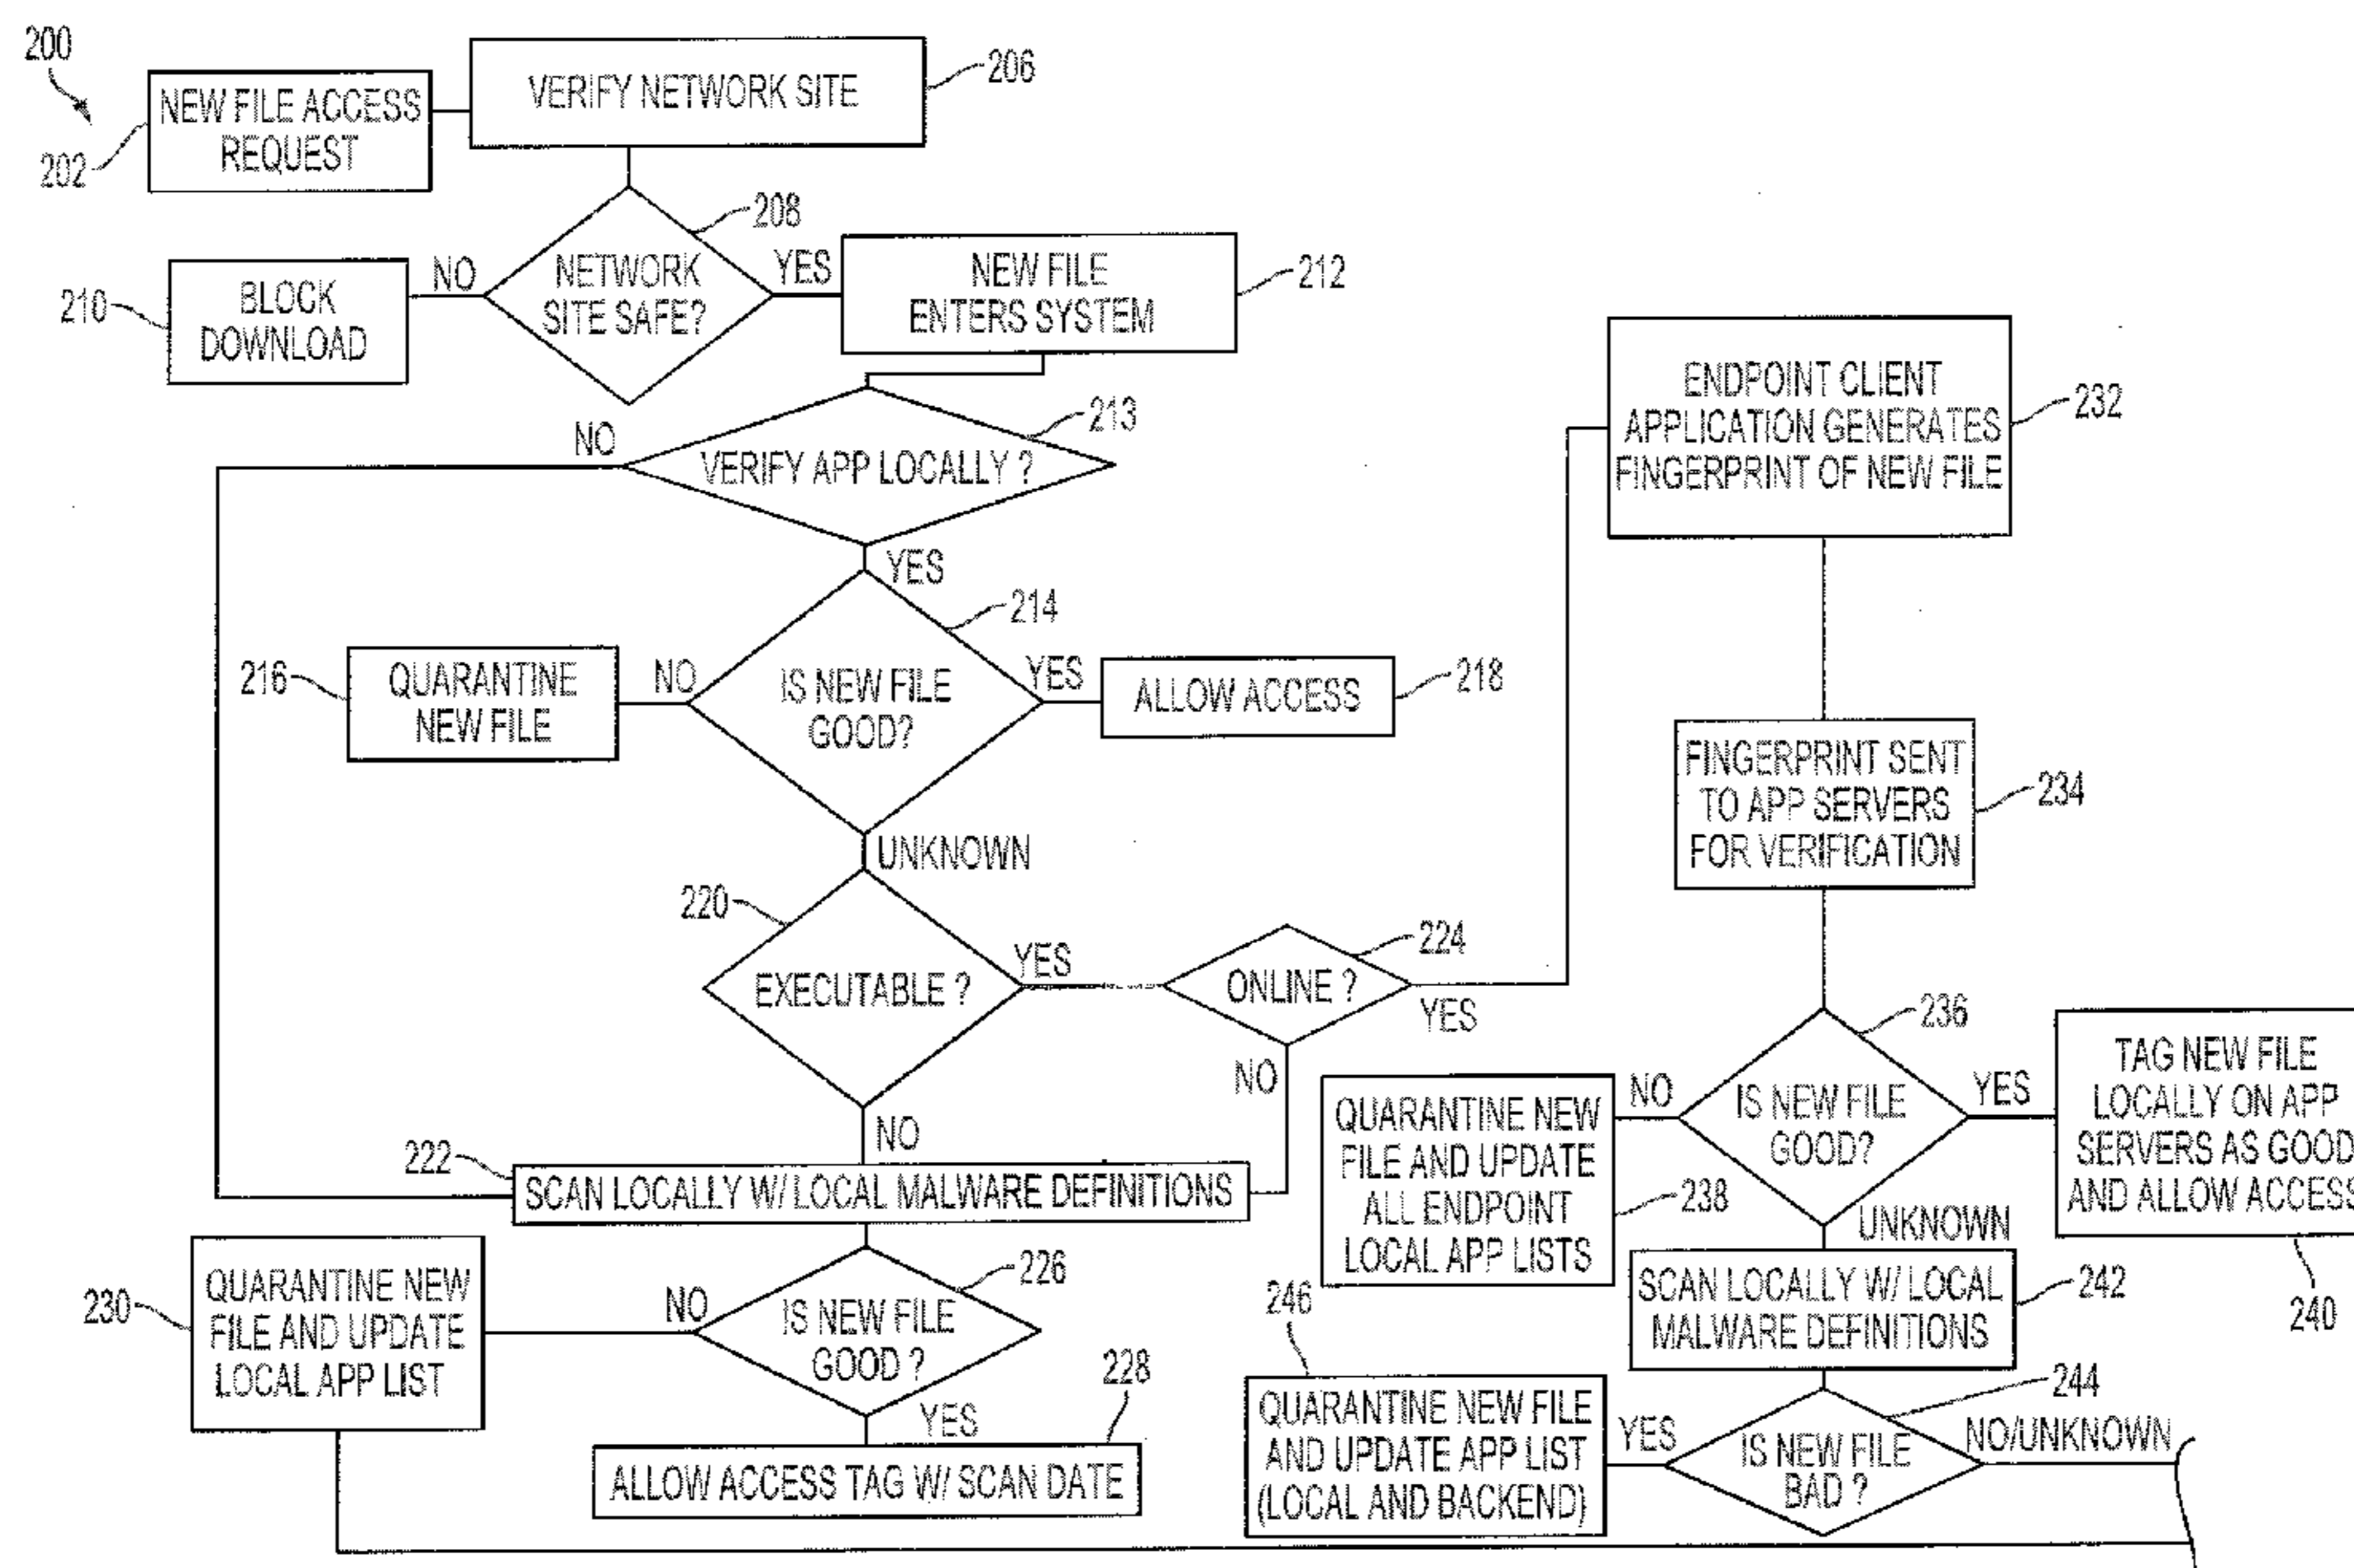 200
NEW FILE ACCESS
REQUEST
202
VERIFY NETWORK SITE
206
208
NETWORK
SITE SAFE?
NO
YES
BLOCK
DOWNLOAD
210
NEW FILE
ENTERS SYSTEM
212
213
VERIFY APP LOCALLY ?
NO
YES
214
IS NEW FILE
GOOD?
NO
YES
UNKNOWN
216
QUARANTINE
NEW FILE
ALLOW ACCESS
218
220
EXECUTABLE ?
YES
NO
224
ONLINE ?
YES
NO
222
SCAN LOCALLY W/ LOCAL MALWARE DEFINITIONS
226
IS NEW FILE
GOOD ?
NO
YES
230
QUARANTINE NEW
FILE AND UPDATE
LOCAL APP LIST
228
ALLOW ACCESS TAG W/ SCAN DATE
ENDPOINT CLIENT
APPLICATION GENERATES
FINGERPRINT OF NEW FILE
232
FINGERPRINT SENT
TO APP SERVERS
FOR VERIFICATION
234
236
IS NEW FILE
GOOD?
NO
YES
UNKNOWN
QUARANTINE NEW
FILE AND UPDATE
ALL ENDPOINT
LOCAL APP LISTS
238
TAG NEW FILE
LOCALLY ON APP
SERVERS AS GOOD
AND ALLOW ACCESS
240
SCAN LOCALLY W/ LOCAL
MALWARE DEFINITIONS
242
244
IS NEW FILE
BAD ?
YES
NO/UNKNOWN
246
QUARANTINE NEW FILE
AND UPDATE APP LIST
(LOCAL AND BACKEND)